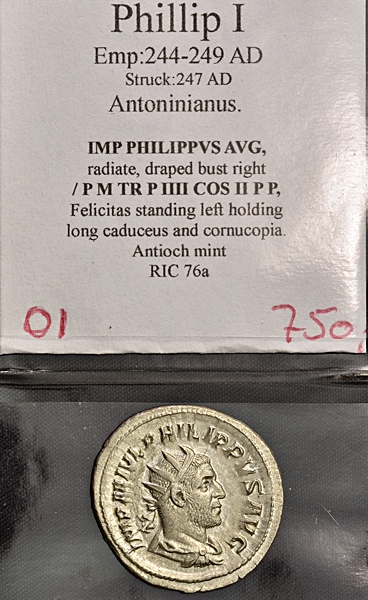 Phillip I
Emp:244-249 AD
Struck:247 AD
Antoninianus.
IMP PHILIPPVS AVG,
radiate, draped bust right
/ P M TR P IIII COS II P P,
Felicitas standing left holding
long caduceus and cornucopia.
Antioch mint
RIC 76a
01
750,
IMP M IVL PHILIPPVS AVG